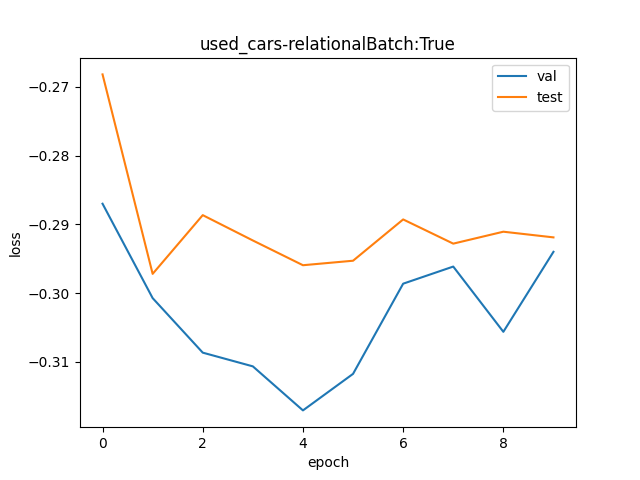 used_cars-relationalBatch:True
val
test
−0.27
−0.28
−0.29
−0.30
−0.31
loss
0 2 4 6 8
epoch